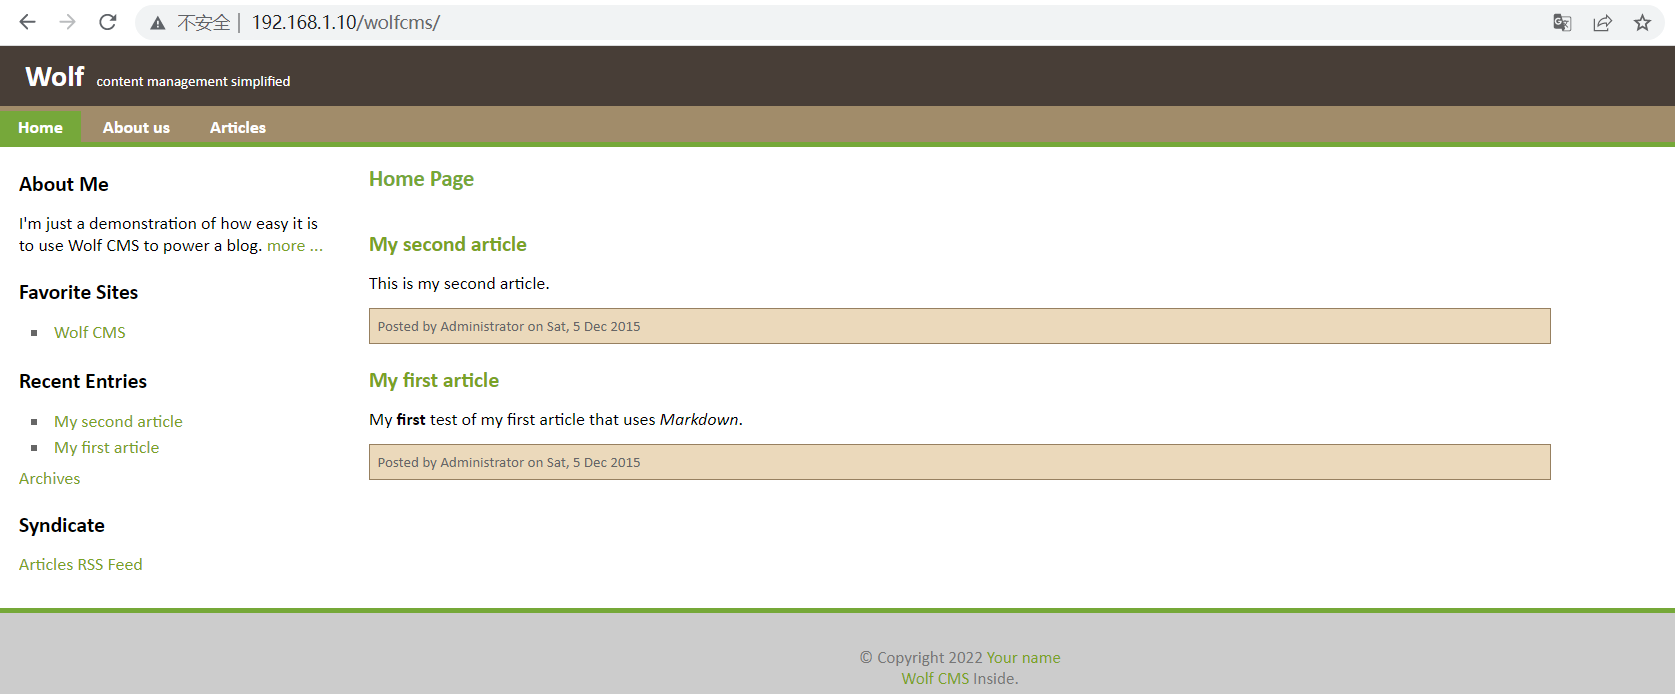 不安全 | 192.168.1.10/wolfcms/
Wolf content management simplified
Home About us Articles
About Me
I'm just a demonstration of how easy it is
to use Wolf CMS to power a blog. more ...
Favorite Sites
Wolf CMS
Recent Entries
My second article
My first article
Archives
Syndicate
Articles RSS Feed
Home Page
My second article
This is my second article.
Posted by Administrator on Sat, 5 Dec 2015
My first article
My first test of my first article that uses Markdown.
Posted by Administrator on Sat, 5 Dec 2015
© Copyright 2022 Your name
Wolf CMS Inside.